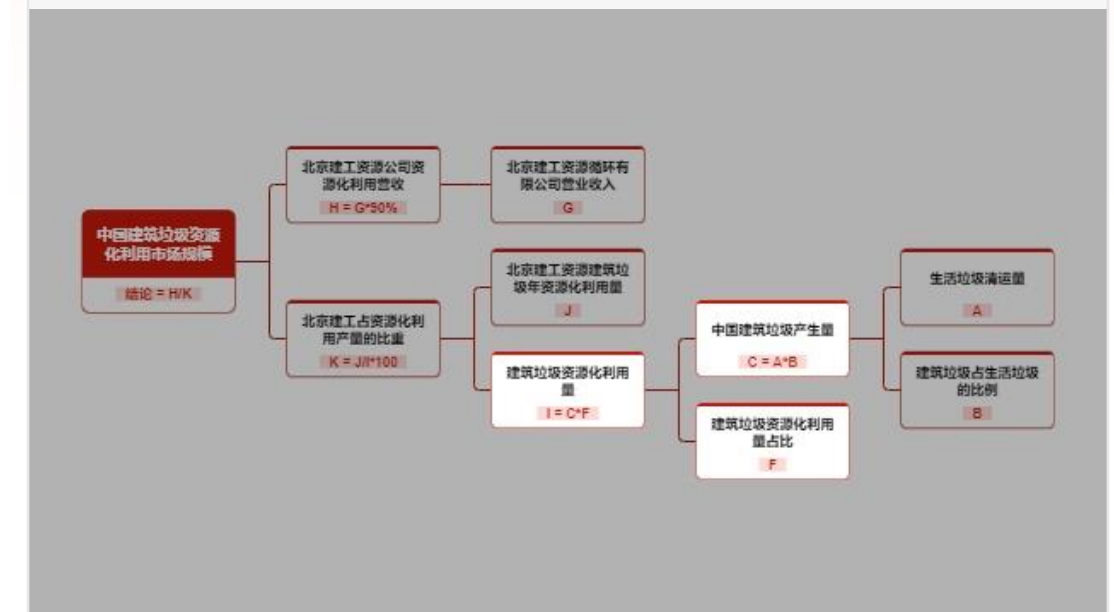 中国建筑垃圾资源
化利用市场规模
结论 = H/K
北京建工资源公司资
源化利用营收
H = G*90%
北京建工占资源化利
用产量的比重
K = J/I*100
北京建工资源循环有
限公司营业收入
G
北京建工资源建筑垃
圾年资源化利用量
J
建筑垃圾资源化利用
量
I = C*F
中国建筑垃圾产生量
C = A*B
建筑垃圾资源化利用
量占比
F
生活垃圾清运量
A
建筑垃圾占生活垃圾
的比例
B